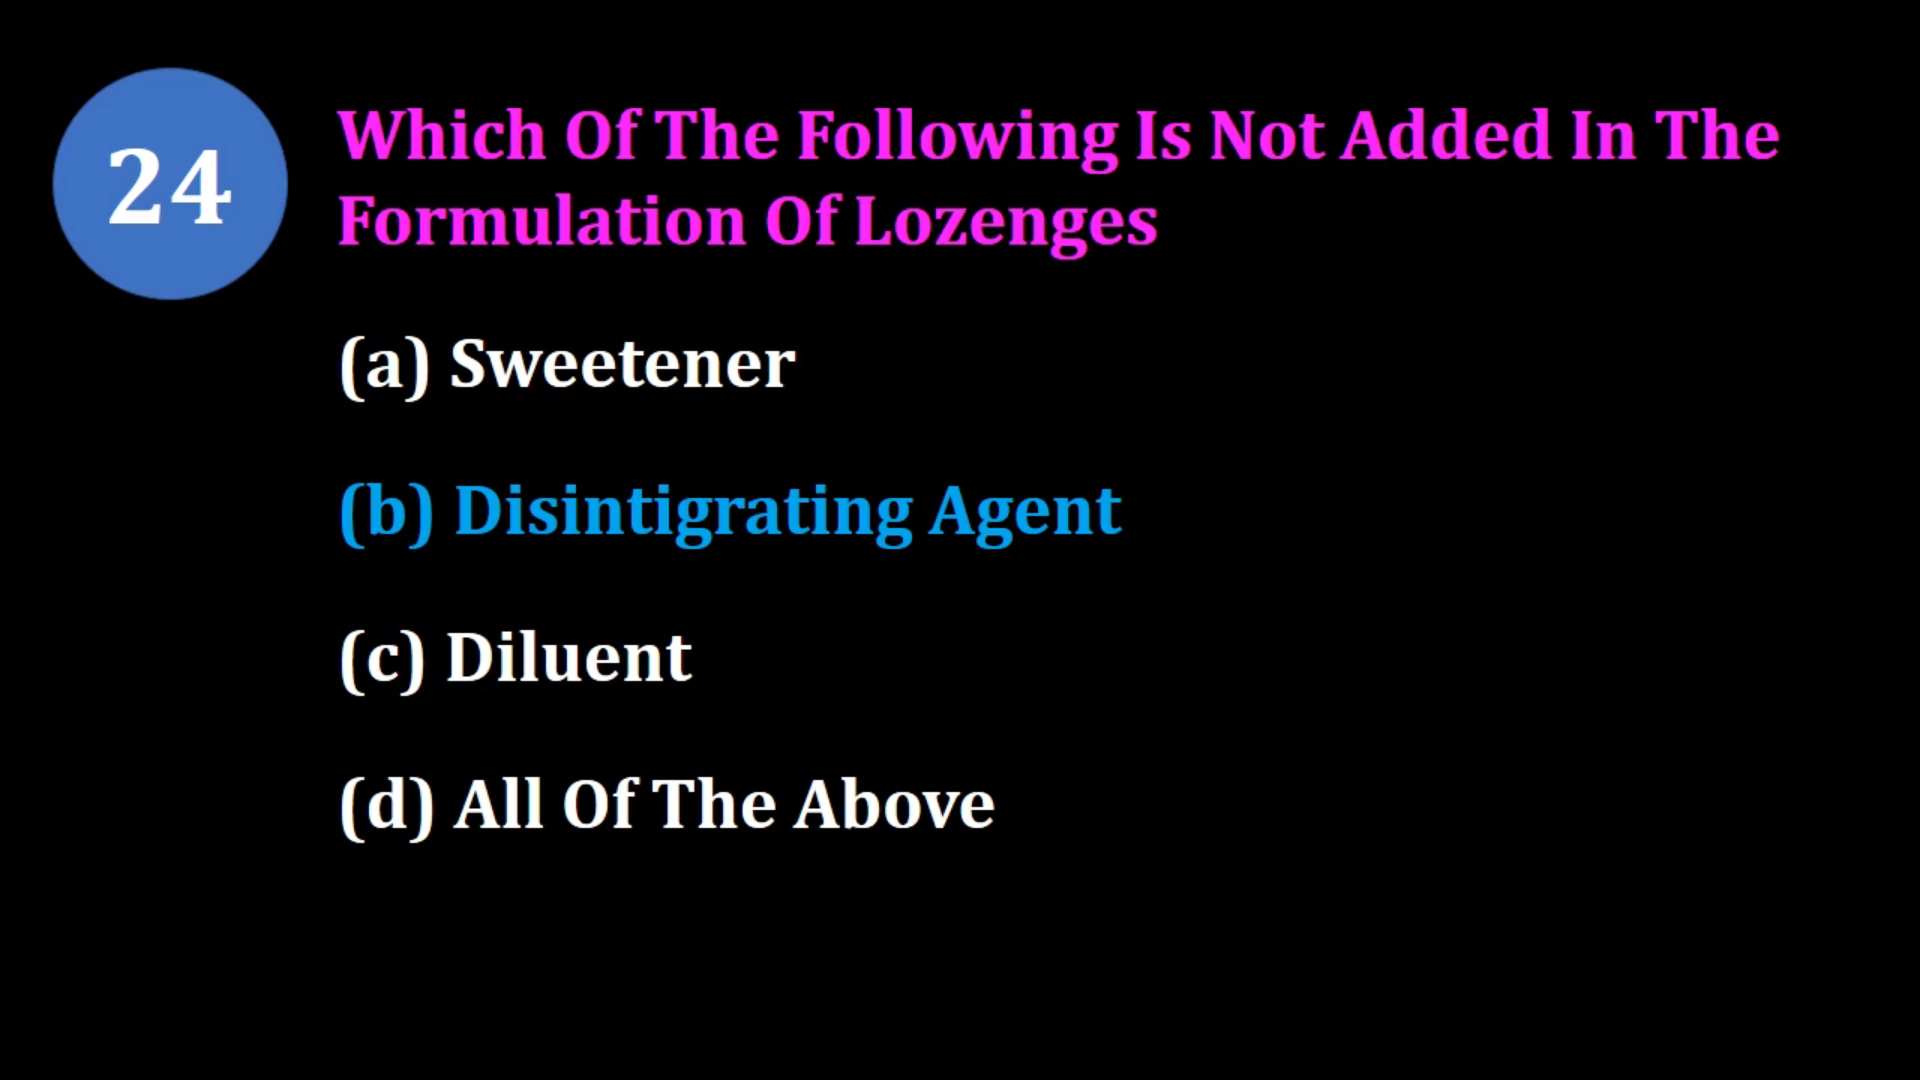 24
Which Of The Following Is Not Added In The
Formulation Of Lozenges
(a) Sweetener
(b) Disintigrating Agent
(c) Diluent
(d) All Of The Above